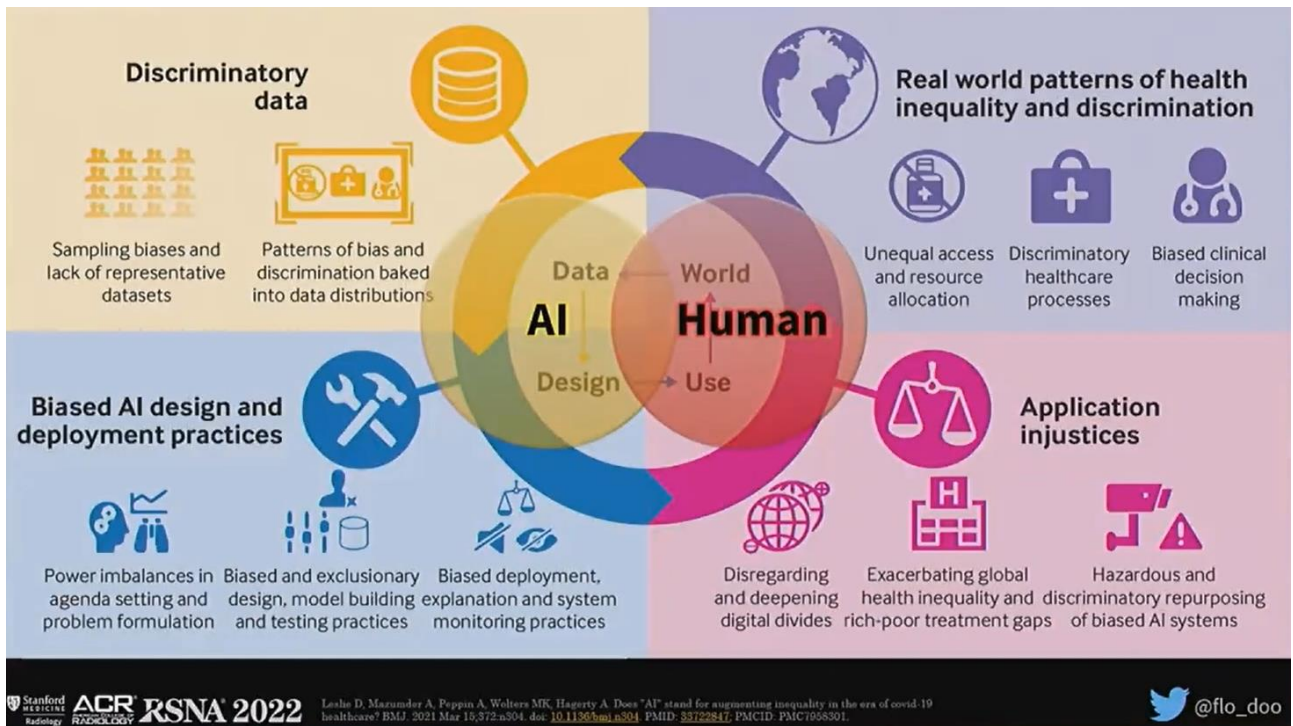 Discriminatory
data
Sampling biases and
lack of representative
datasets
Patterns of bias and
discrimination baked
into data distributions
Real world patterns of health
inequality and discrimination
Unequal access
and resource
allocation
Discriminatory
healthcare
processes
Biased clinical
decision
making
Data
World
AI
Human
Design
Use
Biased AI design and
deployment practices
Power imbalances in
agenda setting and
problem formulation
Biased and exclusionary
design, model building
and testing practices
Biased deployment,
explanation and system
monitoring practices
Application
injustices
H
Disregarding
and deepening
digital divides
Exacerbating global
health inequality and
rich-poor treatment gaps
Hazardous and
discriminatory repurposing
of biased AI systems
Stanford
MEDICINE
Radiology
ACR
AMERICAN COLLEGE OF
RADIOLOGY
RSNA 2022
Leslie D, Mazumder A, Peppin A, Wolters MK, Hagerty A. Does "AI" stand for augmenting inequality in the era of covid-19
healthcare? BMJ. 2021 Mar 15;372:n304. doi: 10.1136/bmj.n304. PMID: 33722847; PMCID: PMC7958301.
@flo_doo